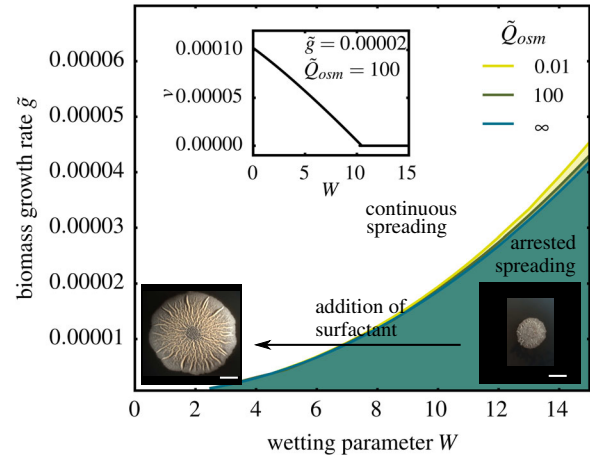 0.00006
0.00005
0.00004
0.00003
0.00002
0.00001
biomass growth rate g̃
0.00010
0.00005
0.00000
v
g̃ = 0.00002
Q̃osm = 100
0 5 10 15
W
Q̃osm
0.01
100
∞
continuous
spreading
arrested
spreading
addition of
surfactant
0 2 4 6 8 10 12 14
wetting parameter W